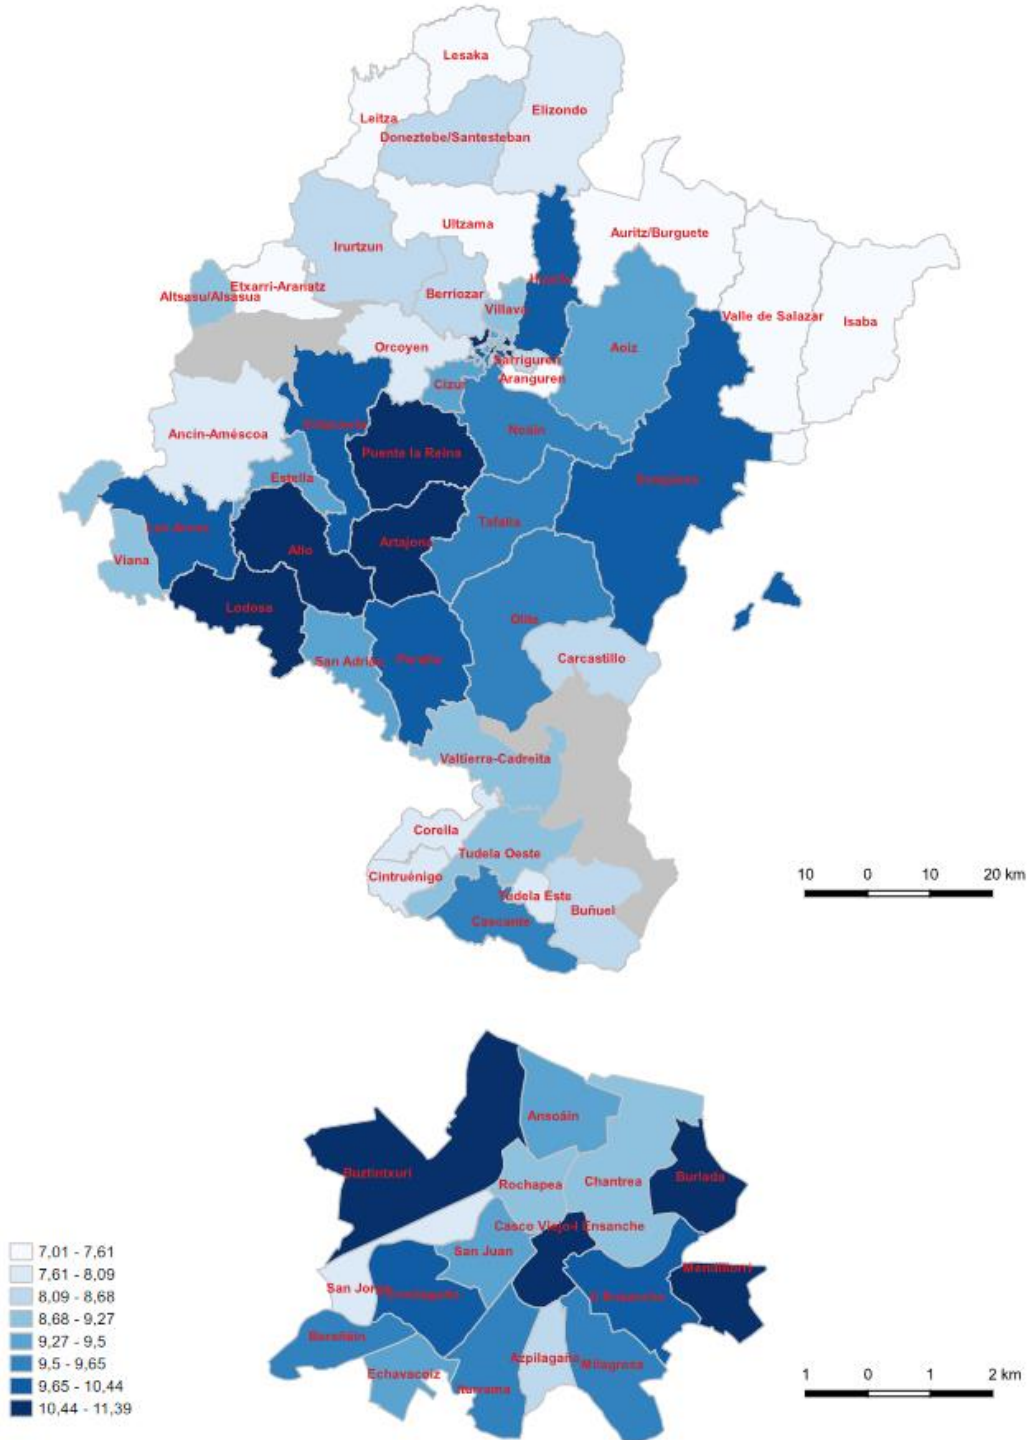 Lesaka
Elizondo
Leitza
Doneztebe/Santesteban
Ultzama
Auritz/Burguete
Irurtzun
Etxarri-Aranatz
Altsasu/Alsasua
Berriozar
Villava
Valle de Salazar
Isaba
Orcoyen
Aoiz
Sarriguren
Aranguren
Cizur
Ancin-Améscoa
Noáin
Puente la Reina
Estella
Sangüesa
Tafalla
Los Arcos
Artajona
Allo
Viana
Lodosa
Olite
San Adrián
Peralta
Carcastillo
Valtierra-Cadreita
Corella
Tudela Oeste
Cintruénigo
Tudela Este
Buñuel
Cascante
10 0 10 20 km
Ansoáin
Buztintxuri
Rochapea
Chantrea
Burlada
Casco Viejo-I Ensanche
San Juan
Mendillorri
San Jorge
II Ensanche
Barañáin
Echavacoiz
Azpilagaña
Milagrosa
Iturrama
7,01 - 7,61
7,61 - 8,09
8,09 - 8,68
8,68 - 9,27
9,27 - 9,5
9,5 - 9,65
9,65 - 10,44
10,44 - 11,39
1 0 1 2 km